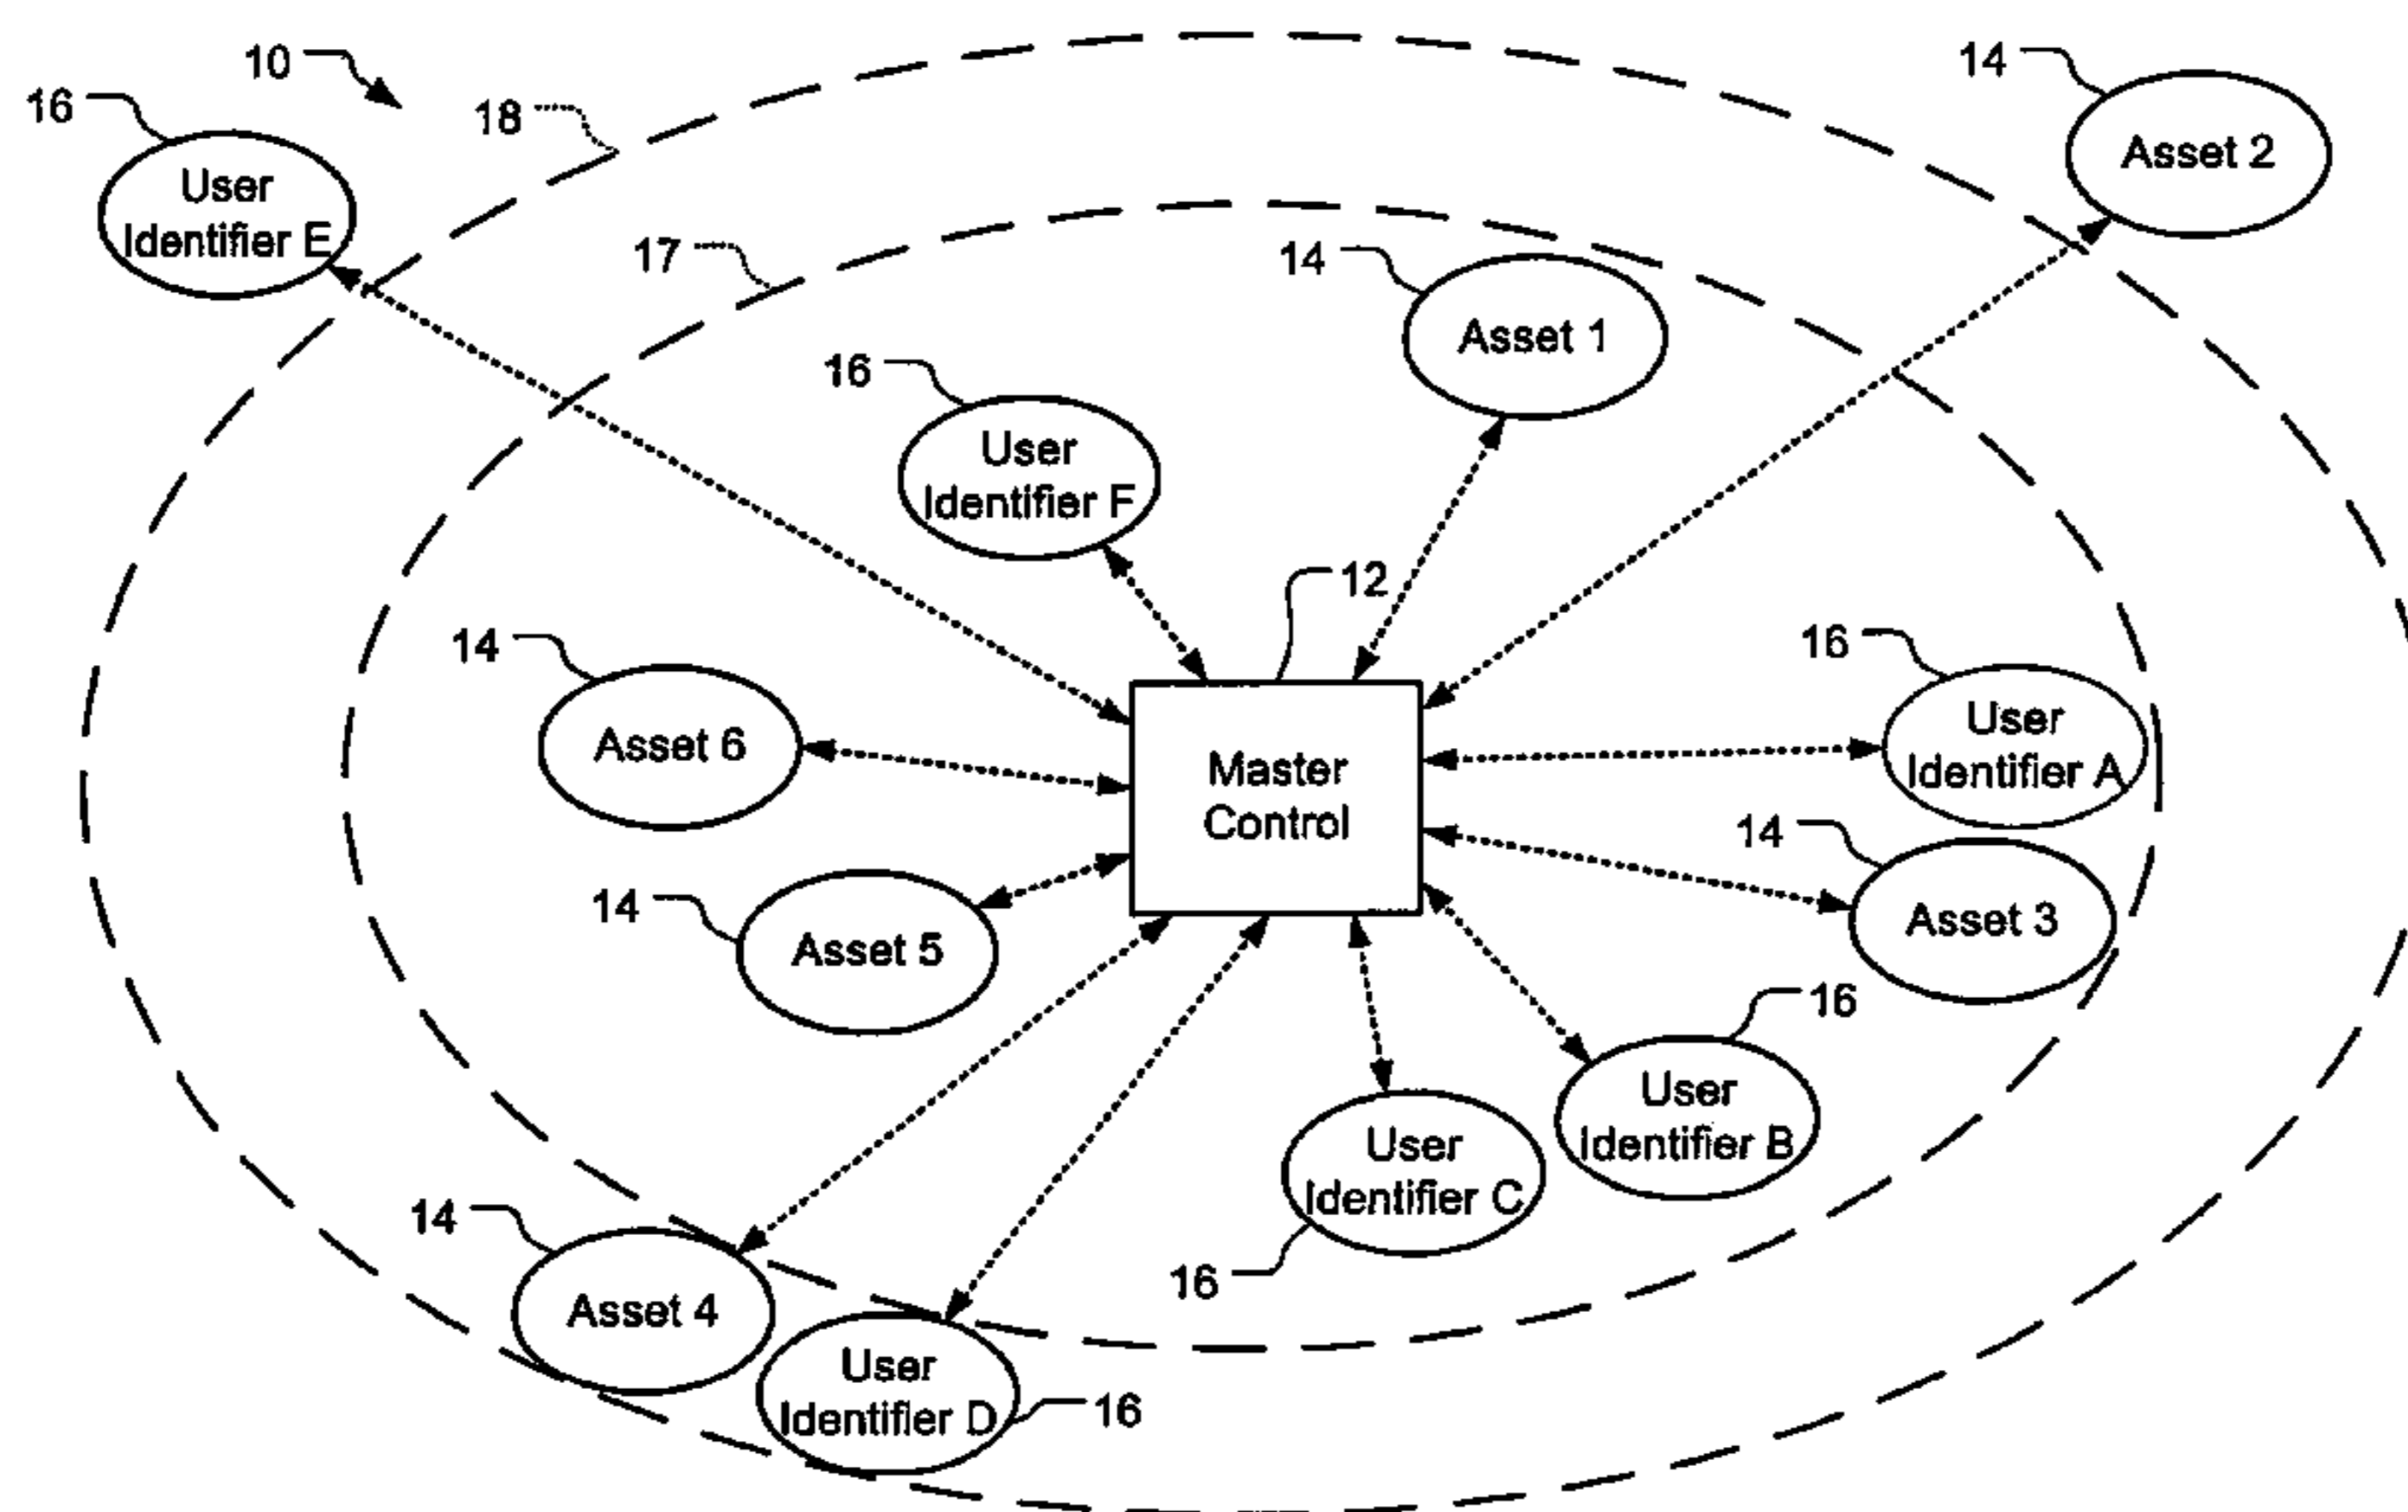 10
14
16
18
Asset 2
User
Identifier E
17
14
Asset 1
16
User
Identifier F
12
14
16
Asset 6
User
Identifier A
Master
Control
14
14
Asset 3
Asset 5
16
User
Identifier B
User
Identifier C
14
16
Asset 4
User
Identifier D
16